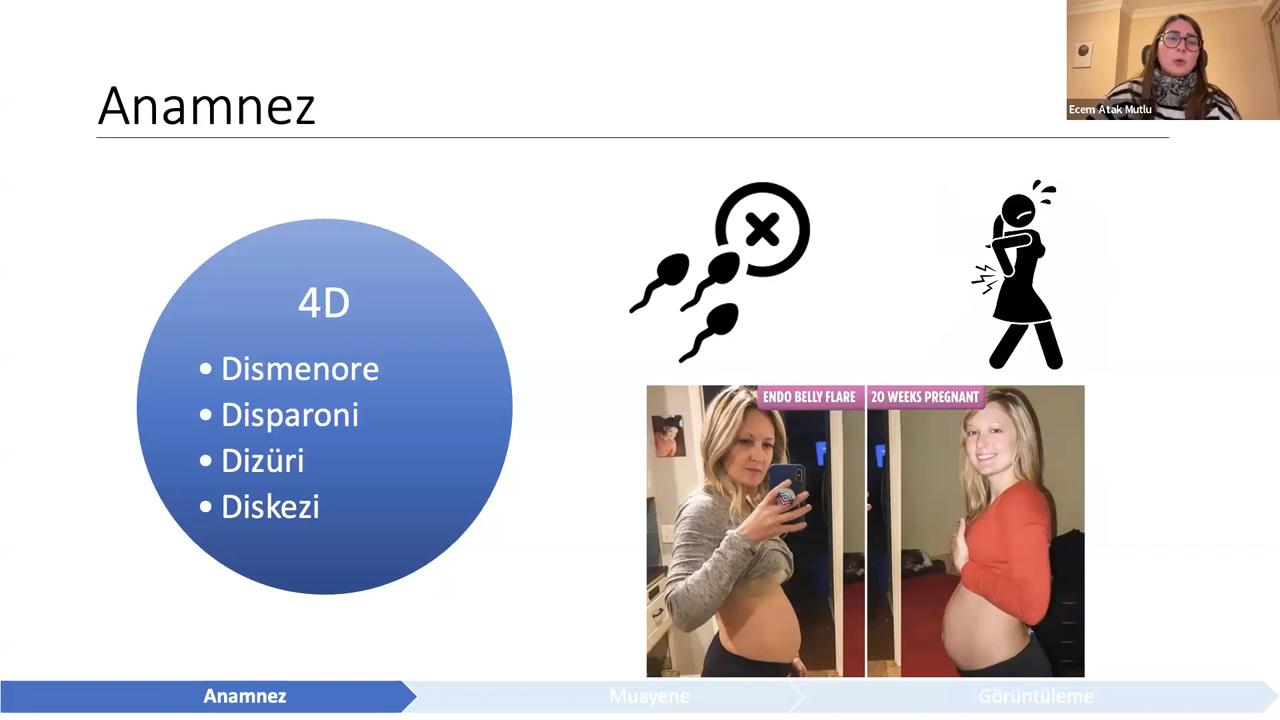 Anamnez
Ecem Atak Mutlu
4D
• Dismenore
• Disparoni
• Dizüri
• Diskezi
ENDO BELLY FLARE
20 WEEKS PREGNANT
Anamnez
Muayene
Görüntüleme